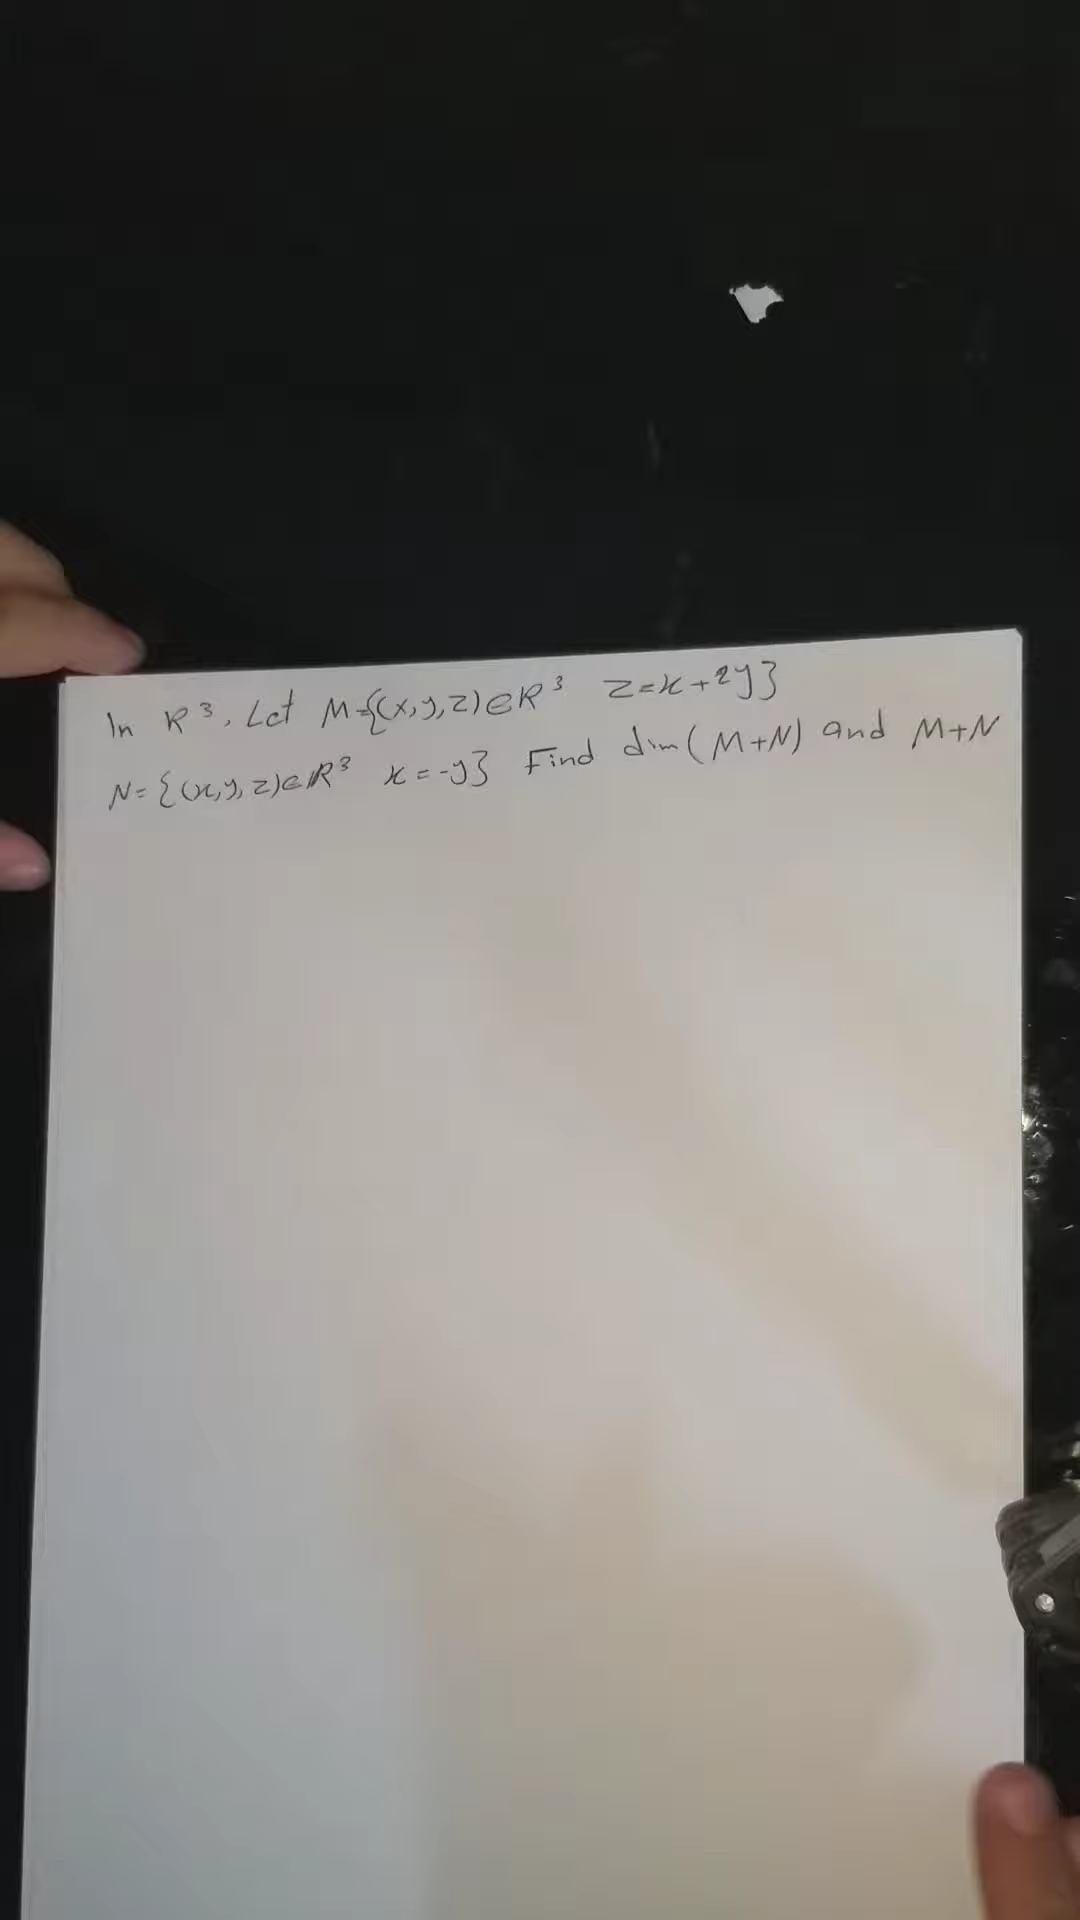 In R³. Let M={(x,y,z)∈R³ z=x+2y}
N={(x,y,z)∈R³ x=-y} Find dim(M+N) and M+N